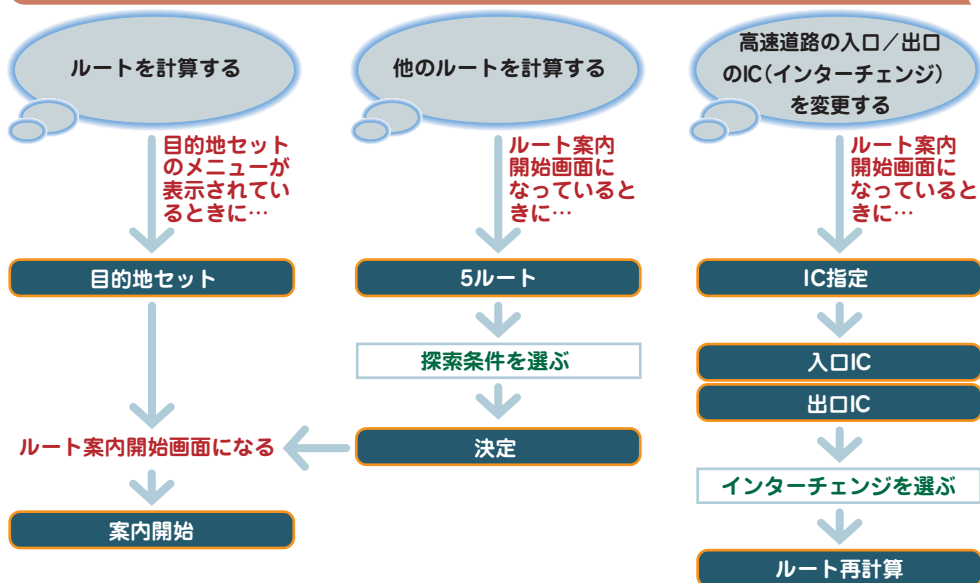 ルートを計算する
目的地セット
のメニューが
表示されてい
るときに…
目的地セット
ルート案内開始画面になる
案内開始
他のルートを計算する
ルート案内
開始画面に
なっていると
きに…
5ルート
探索条件を選ぶ
決定
高速道路の入口／出口
のIC（インターチェンジ）
を変更する
ルート案内
開始画面に
なっていると
きに…
IC指定
入口IC
出口IC
インターチェンジを選ぶ
ルート再計算